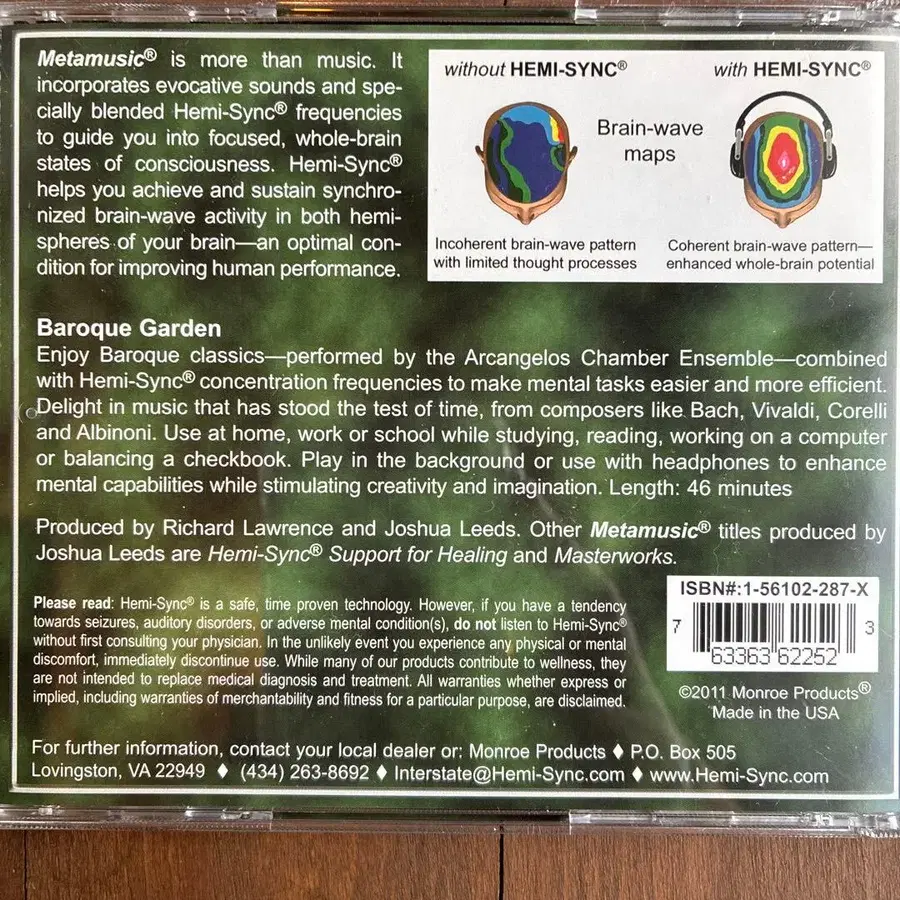 Metamusic® is more than music. It
incorporates evocative sounds and spe-
cially blended Hemi-Sync® frequencies
to guide you into focused, whole-brain
states of consciousness. Hemi-Sync®
helps you achieve and sustain synchro-
nized brain-wave activity in both hemi-
spheres of your brain—an optimal con-
dition for improving human performance.
without HEMI-SYNC®
with HEMI-SYNC®
Brain-wave
maps
Incoherent brain-wave pattern
with limited thought processes
Coherent brain-wave pattern—
enhanced whole-brain potential
Baroque Garden
Enjoy Baroque classics—performed by the Arcangelos Chamber Ensemble—combined
with Hemi-Sync® concentration frequencies to make mental tasks easier and more efficient.
Delight in music that has stood the test of time, from composers like Bach, Vivaldi, Corelli
and Albinoni. Use at home, work or school while studying, reading, working on a computer
or balancing a checkbook. Play in the background or use with headphones to enhance
mental capabilities while stimulating creativity and imagination. Length: 46 minutes
Produced by Richard Lawrence and Joshua Leeds. Other Metamusic® titles produced by
Joshua Leeds are Hemi-Sync® Support for Healing and Masterworks.
Please read: Hemi-Sync® is a safe, time proven technology. However, if you have a tendency
towards seizures, auditory disorders, or adverse mental condition(s), do not listen to Hemi-Sync®
without first consulting your physician. In the unlikely event you experience any physical or mental
discomfort, immediately discontinue use. While many of our products contribute to wellness, they
are not intended to replace medical diagnosis and treatment. All warranties whether express or
implied, including warranties of merchantability and fitness for a particular purpose, are disclaimed.
ISBN#:1-56102-287-X
7 63363 62252 3
©2011 Monroe Products®
Made in the USA
For further information, contact your local dealer or: Monroe Products ♦ P.O. Box 505
Lovingston, VA 22949 ♦ (434) 263-8692 ♦ Interstate@Hemi-Sync.com ♦ www.Hemi-Sync.com